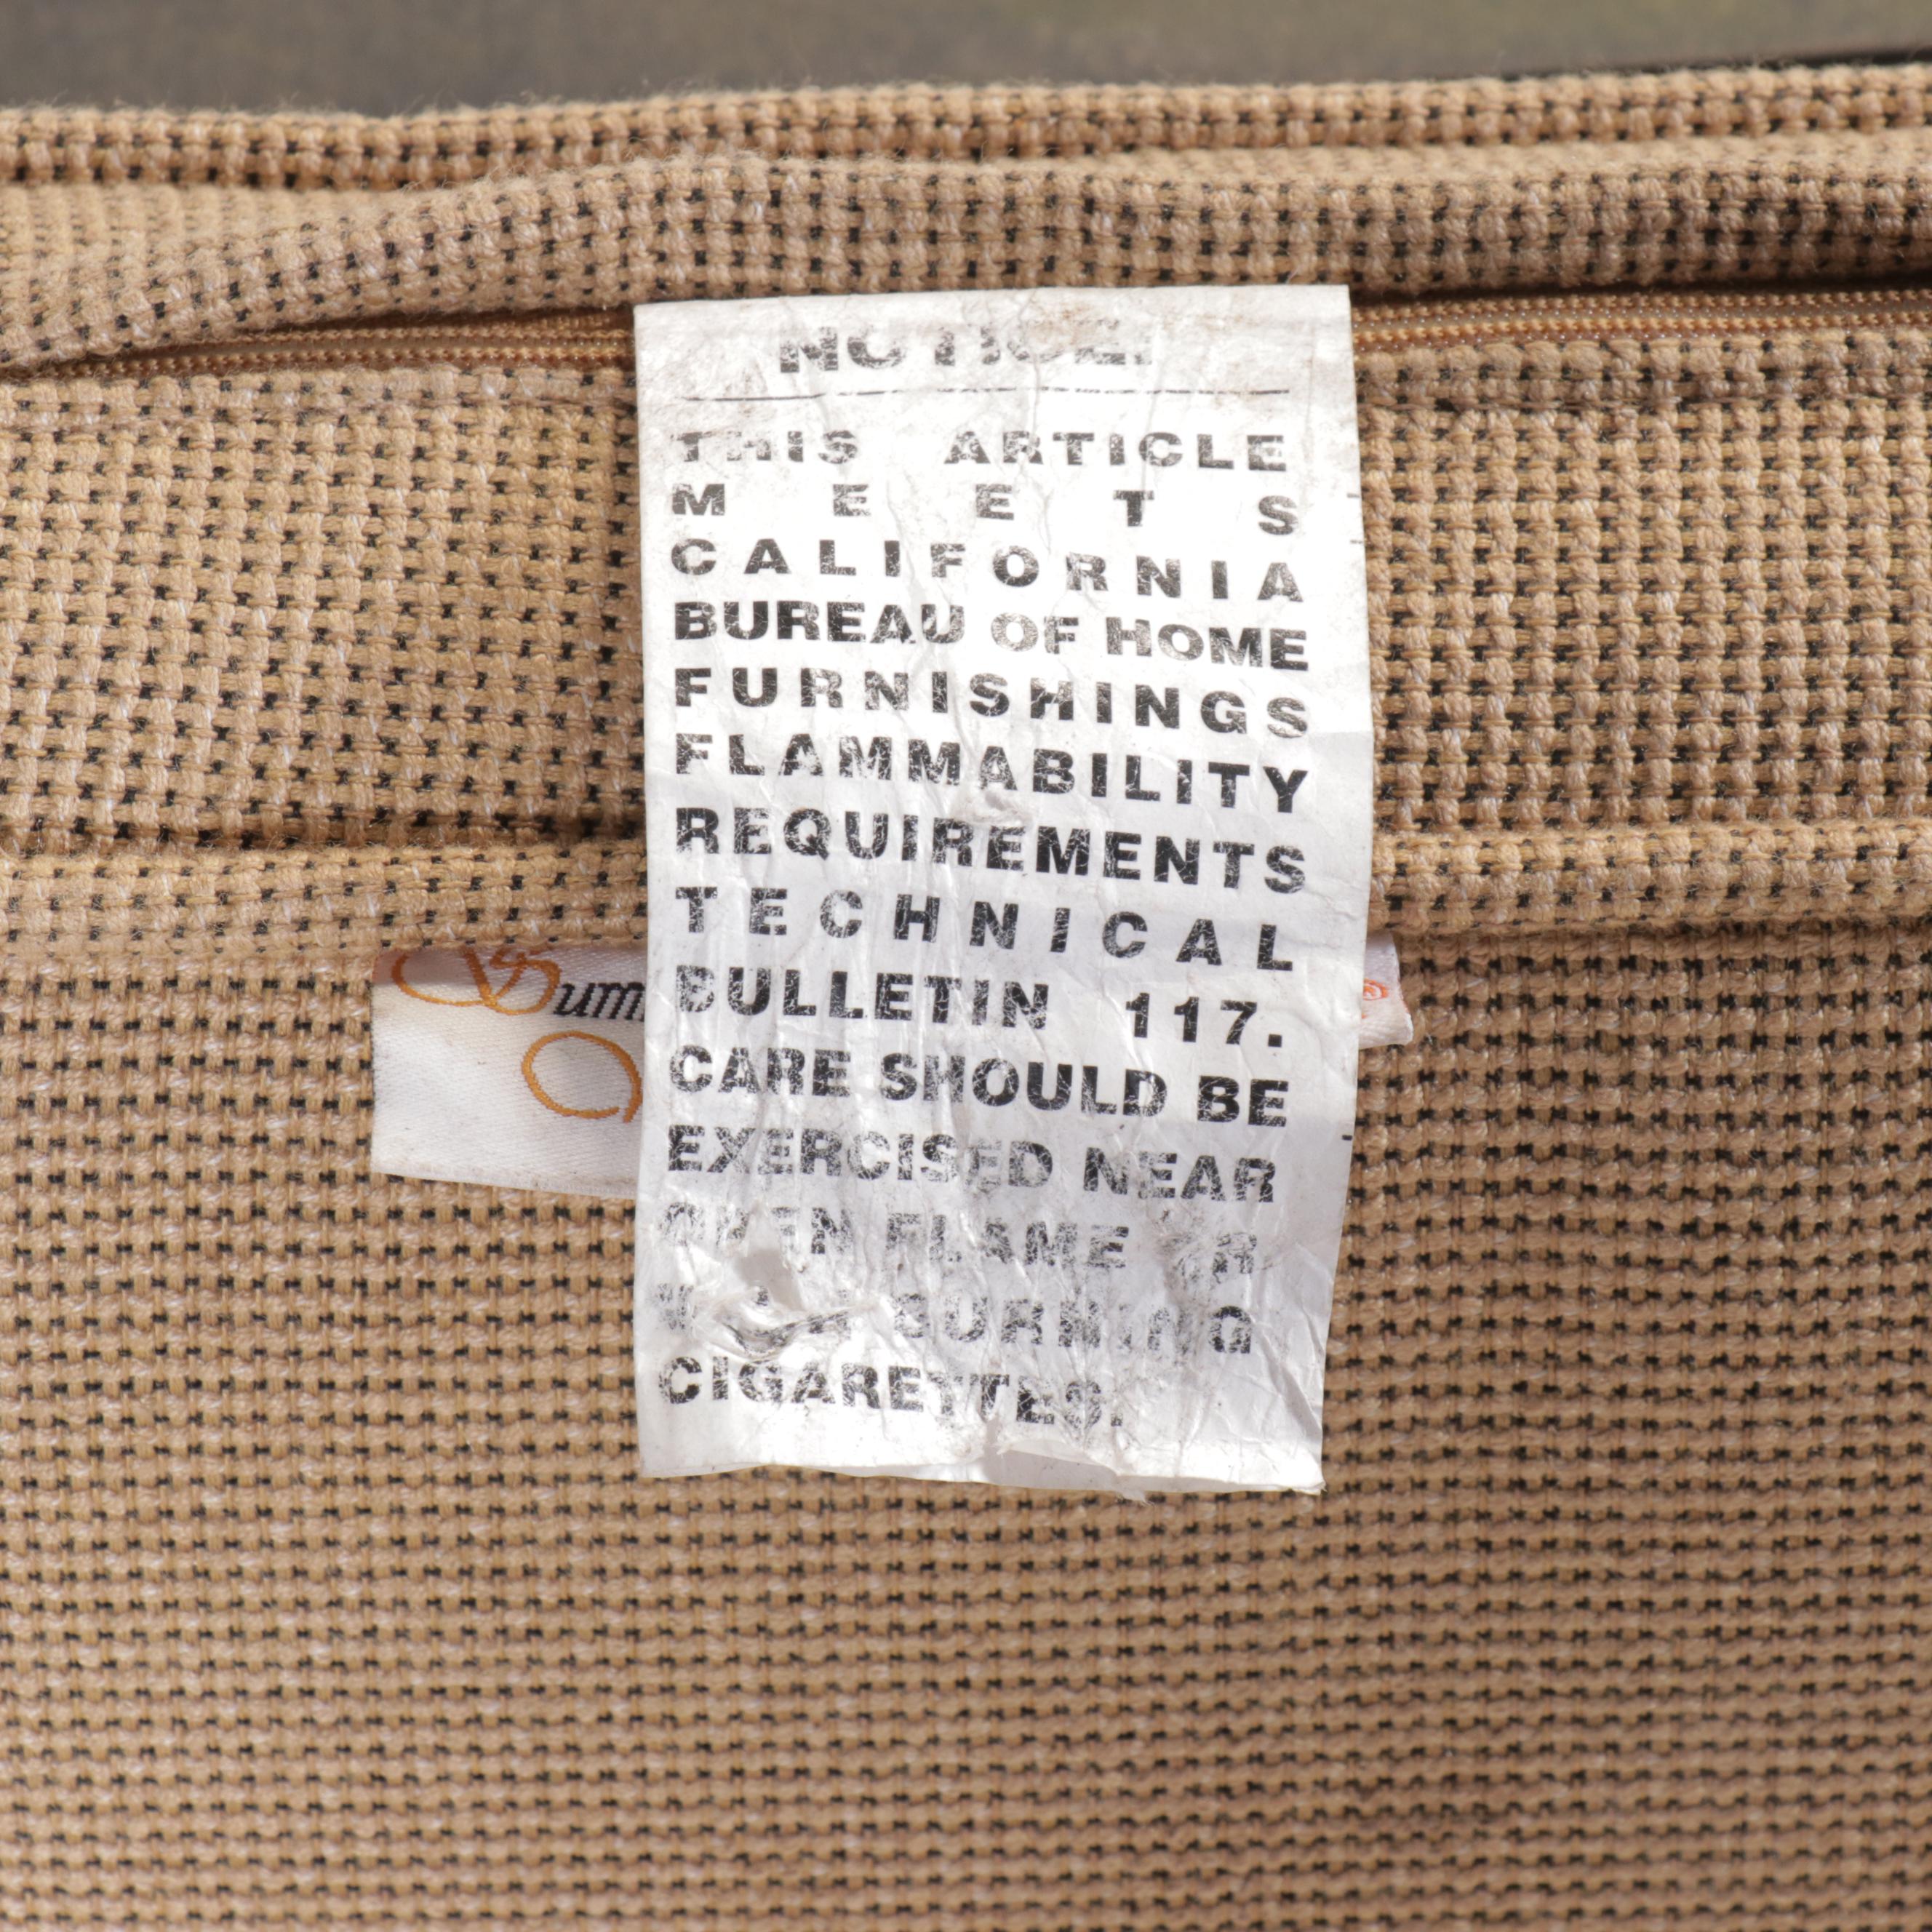 NOTICE:
THIS ARTICLE
MEETS
CALIFORNIA
BUREAU OF HOME
FURNISHINGS
FLAMMABILITY
REQUIREMENTS
TECHNICAL
BULLETIN 117.
CARE SHOULD BE
EXERCISED NEAR
OPEN FLAME
BURNING
CIGARETTES.